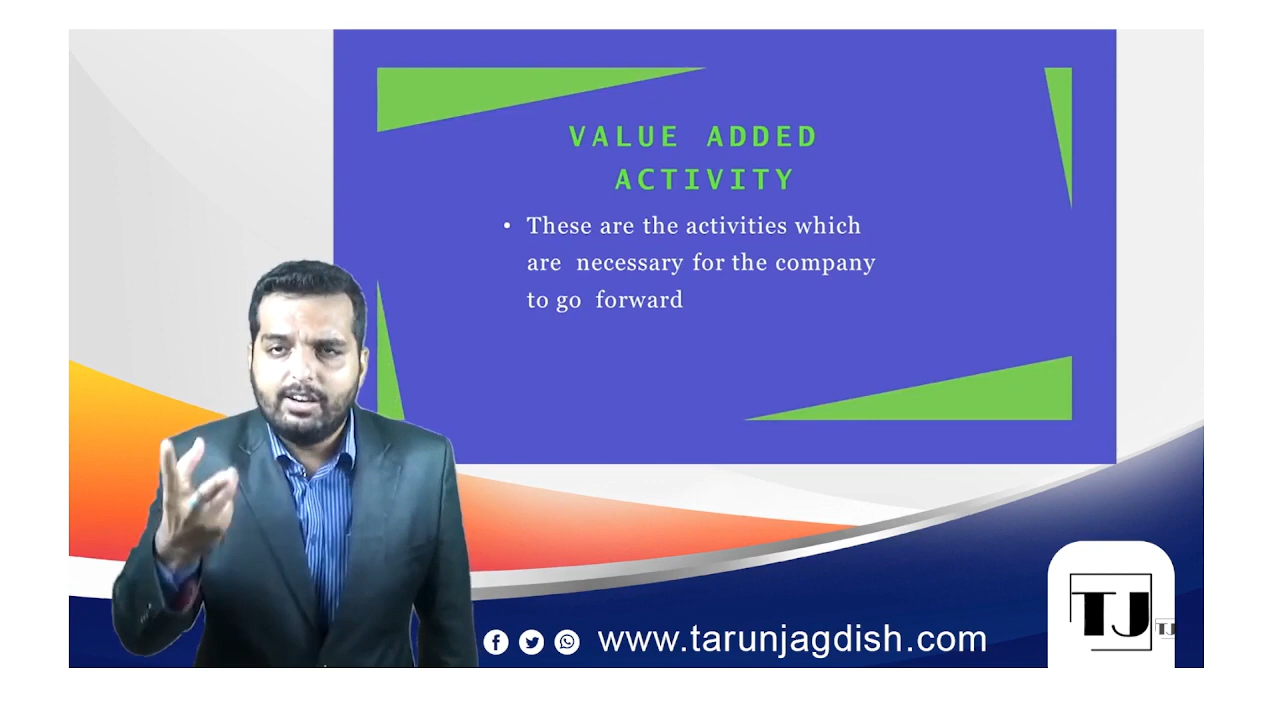 VALUE ADDED
ACTIVITY
• These are the activities which
are necessary for the company
to go forward
www.tarunjagdish.com
TJ
TJ